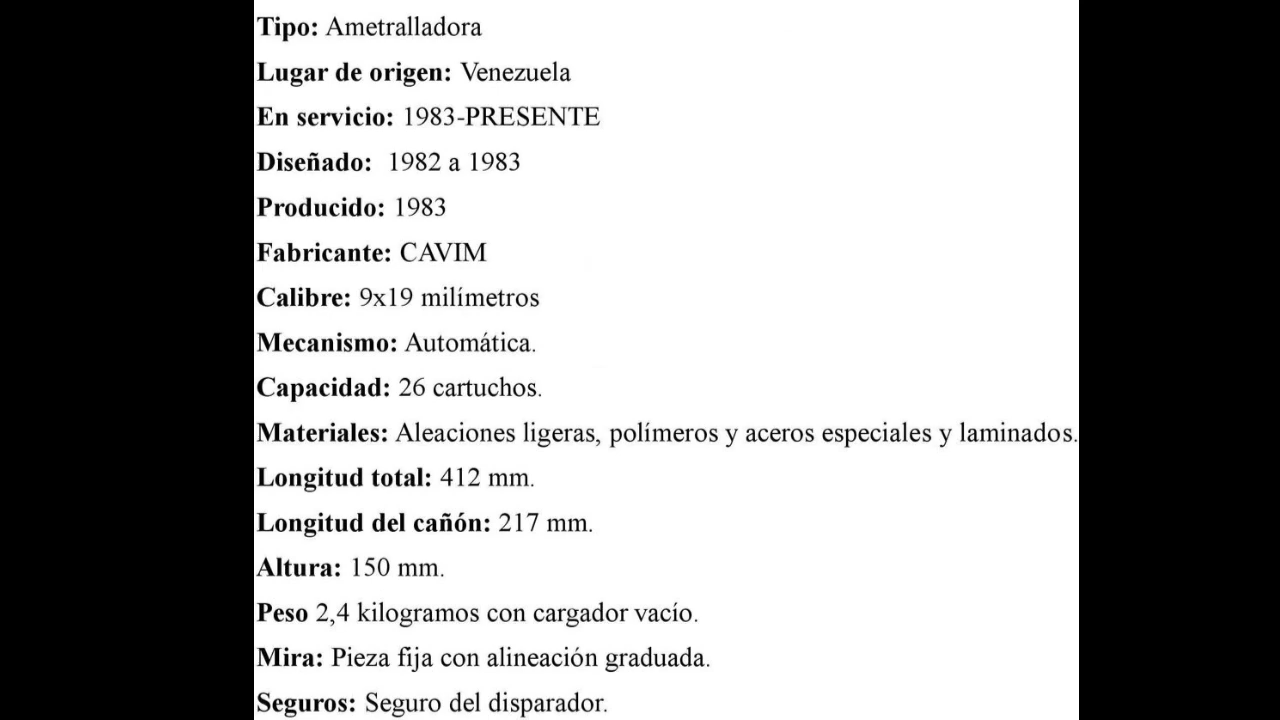 Tipo: Ametralladora
Lugar de origen: Venezuela
En servicio: 1983-PRESENTE
Diseñado:  1982 a 1983
Producido: 1983
Fabricante: CAVIM
Calibre: 9x19 milímetros
Mecanismo: Automática.
Capacidad: 26 cartuchos.
Materiales: Aleaciones ligeras, polímeros y aceros especiales y laminados.
Longitud total: 412 mm.
Longitud del cañón: 217 mm.
Altura: 150 mm.
Peso 2,4 kilogramos con cargador vacío.
Mira: Pieza fija con alineación graduada.
Seguros: Seguro del disparador.